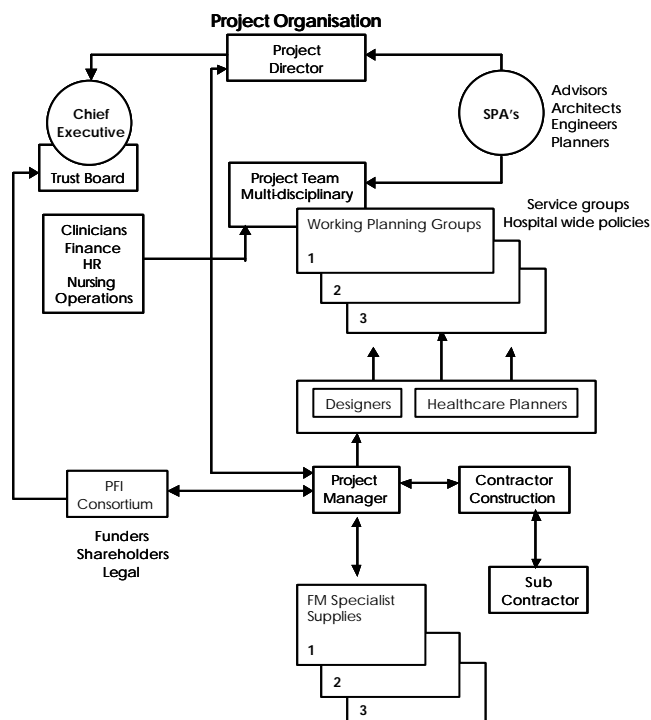 Project Organisation
Project
Director
Chief
Executive
Trust Board
SPA's
Advisors
Architects
Engineers
Planners
Project Team
Multi-disciplinary
Working Planning Groups
1
2
3
Service groups
Hospital wide policies
Clinicians
Finance
HR
Nursing
Operations
Designers
Healthcare Planners
PFI
Consortium
Funders
Shareholders
Legal
Project
Manager
Contractor
Construction
Sub
Contractor
FM Specialist
Supplies
1
2
3